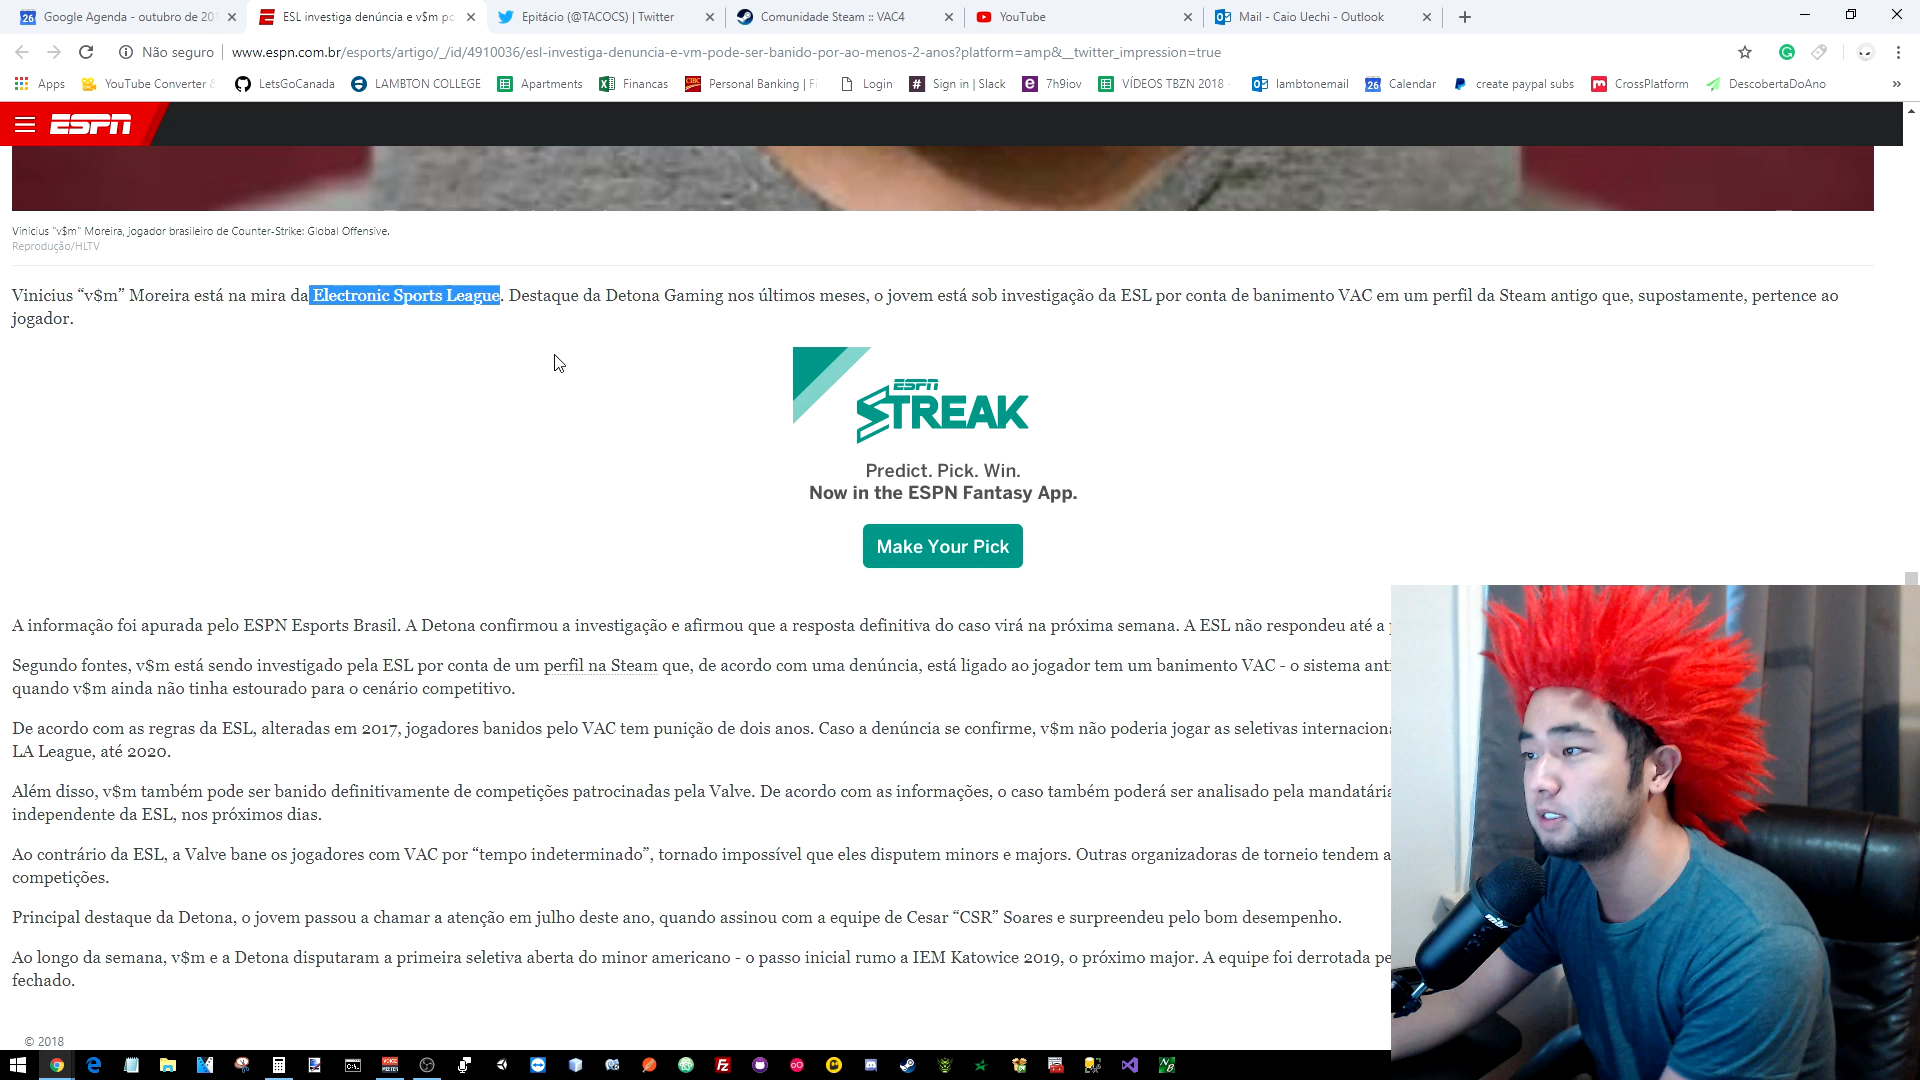 Google Agenda - outubro de 201
ESL investiga denúncia e v$m po
Epitácio (@TACOCS) | Twitter
Comunidade Steam :: VAC4
YouTube
Mail - Caio Uechi - Outlook
Não seguro
www.espn.com.br/esports/artigo/_/id/4910036/esl-investiga-denuncia-e-vm-pode-ser-banido-por-ao-menos-2-anos?platform=amp&__twitter_impression=true
Apps
YouTube Converter &
LetsGoCanada
LAMBTON COLLEGE
Apartments
Financas
Personal Banking | Fi
Login
Sign in | Slack
7h9iov
VÍDEOS TBZN 2018 -
lambtonemail
Calendar
create paypal subs
CrossPlatform
DescobertaDoAno
ESPN
Vinicius "v$m" Moreira, jogador brasileiro de Counter-Strike: Global Offensive.
Reprodução/HLTV
Vinicius “v$m” Moreira está na mira da Electronic Sports League. Destaque da Detona Gaming nos últimos meses, o jovem está sob investigação da ESL por conta de banimento VAC em um perfil da Steam antigo que, supostamente, pertence ao
jogador.
ESPN
STREAK
Predict. Pick. Win.
Now in the ESPN Fantasy App.
Make Your Pick
A informação foi apurada pelo ESPN Esports Brasil. A Detona confirmou a investigação e afirmou que a resposta definitiva do caso virá na próxima semana. A ESL não respondeu até a
Segundo fontes, v$m está sendo investigado pela ESL por conta de um perfil na Steam que, de acordo com uma denúncia, está ligado ao jogador tem um banimento VAC - o sistema anti
quando v$m ainda não tinha estourado para o cenário competitivo.
De acordo com as regras da ESL, alteradas em 2017, jogadores banidos pelo VAC tem punição de dois anos. Caso a denúncia se confirme, v$m não poderia jogar as seletivas internaciona
LA League, até 2020.
Além disso, v$m também pode ser banido definitivamente de competições patrocinadas pela Valve. De acordo com as informações, o caso também poderá ser analisado pela mandatária
independente da ESL, nos próximos dias.
Ao contrário da ESL, a Valve bane os jogadores com VAC por “tempo indeterminado”, tornado impossível que eles disputem minors e majors. Outras organizadoras de torneio tendem a
competições.
Principal destaque da Detona, o jovem passou a chamar a atenção em julho deste ano, quando assinou com a equipe de Cesar “CSR” Soares e surpreendeu pelo bom desempenho.
Ao longo da semana, v$m e a Detona disputaram a primeira seletiva aberta do minor americano - o passo inicial rumo a IEM Katowice 2019, o próximo major. A equipe foi derrotada pe
fechado.
© 2018